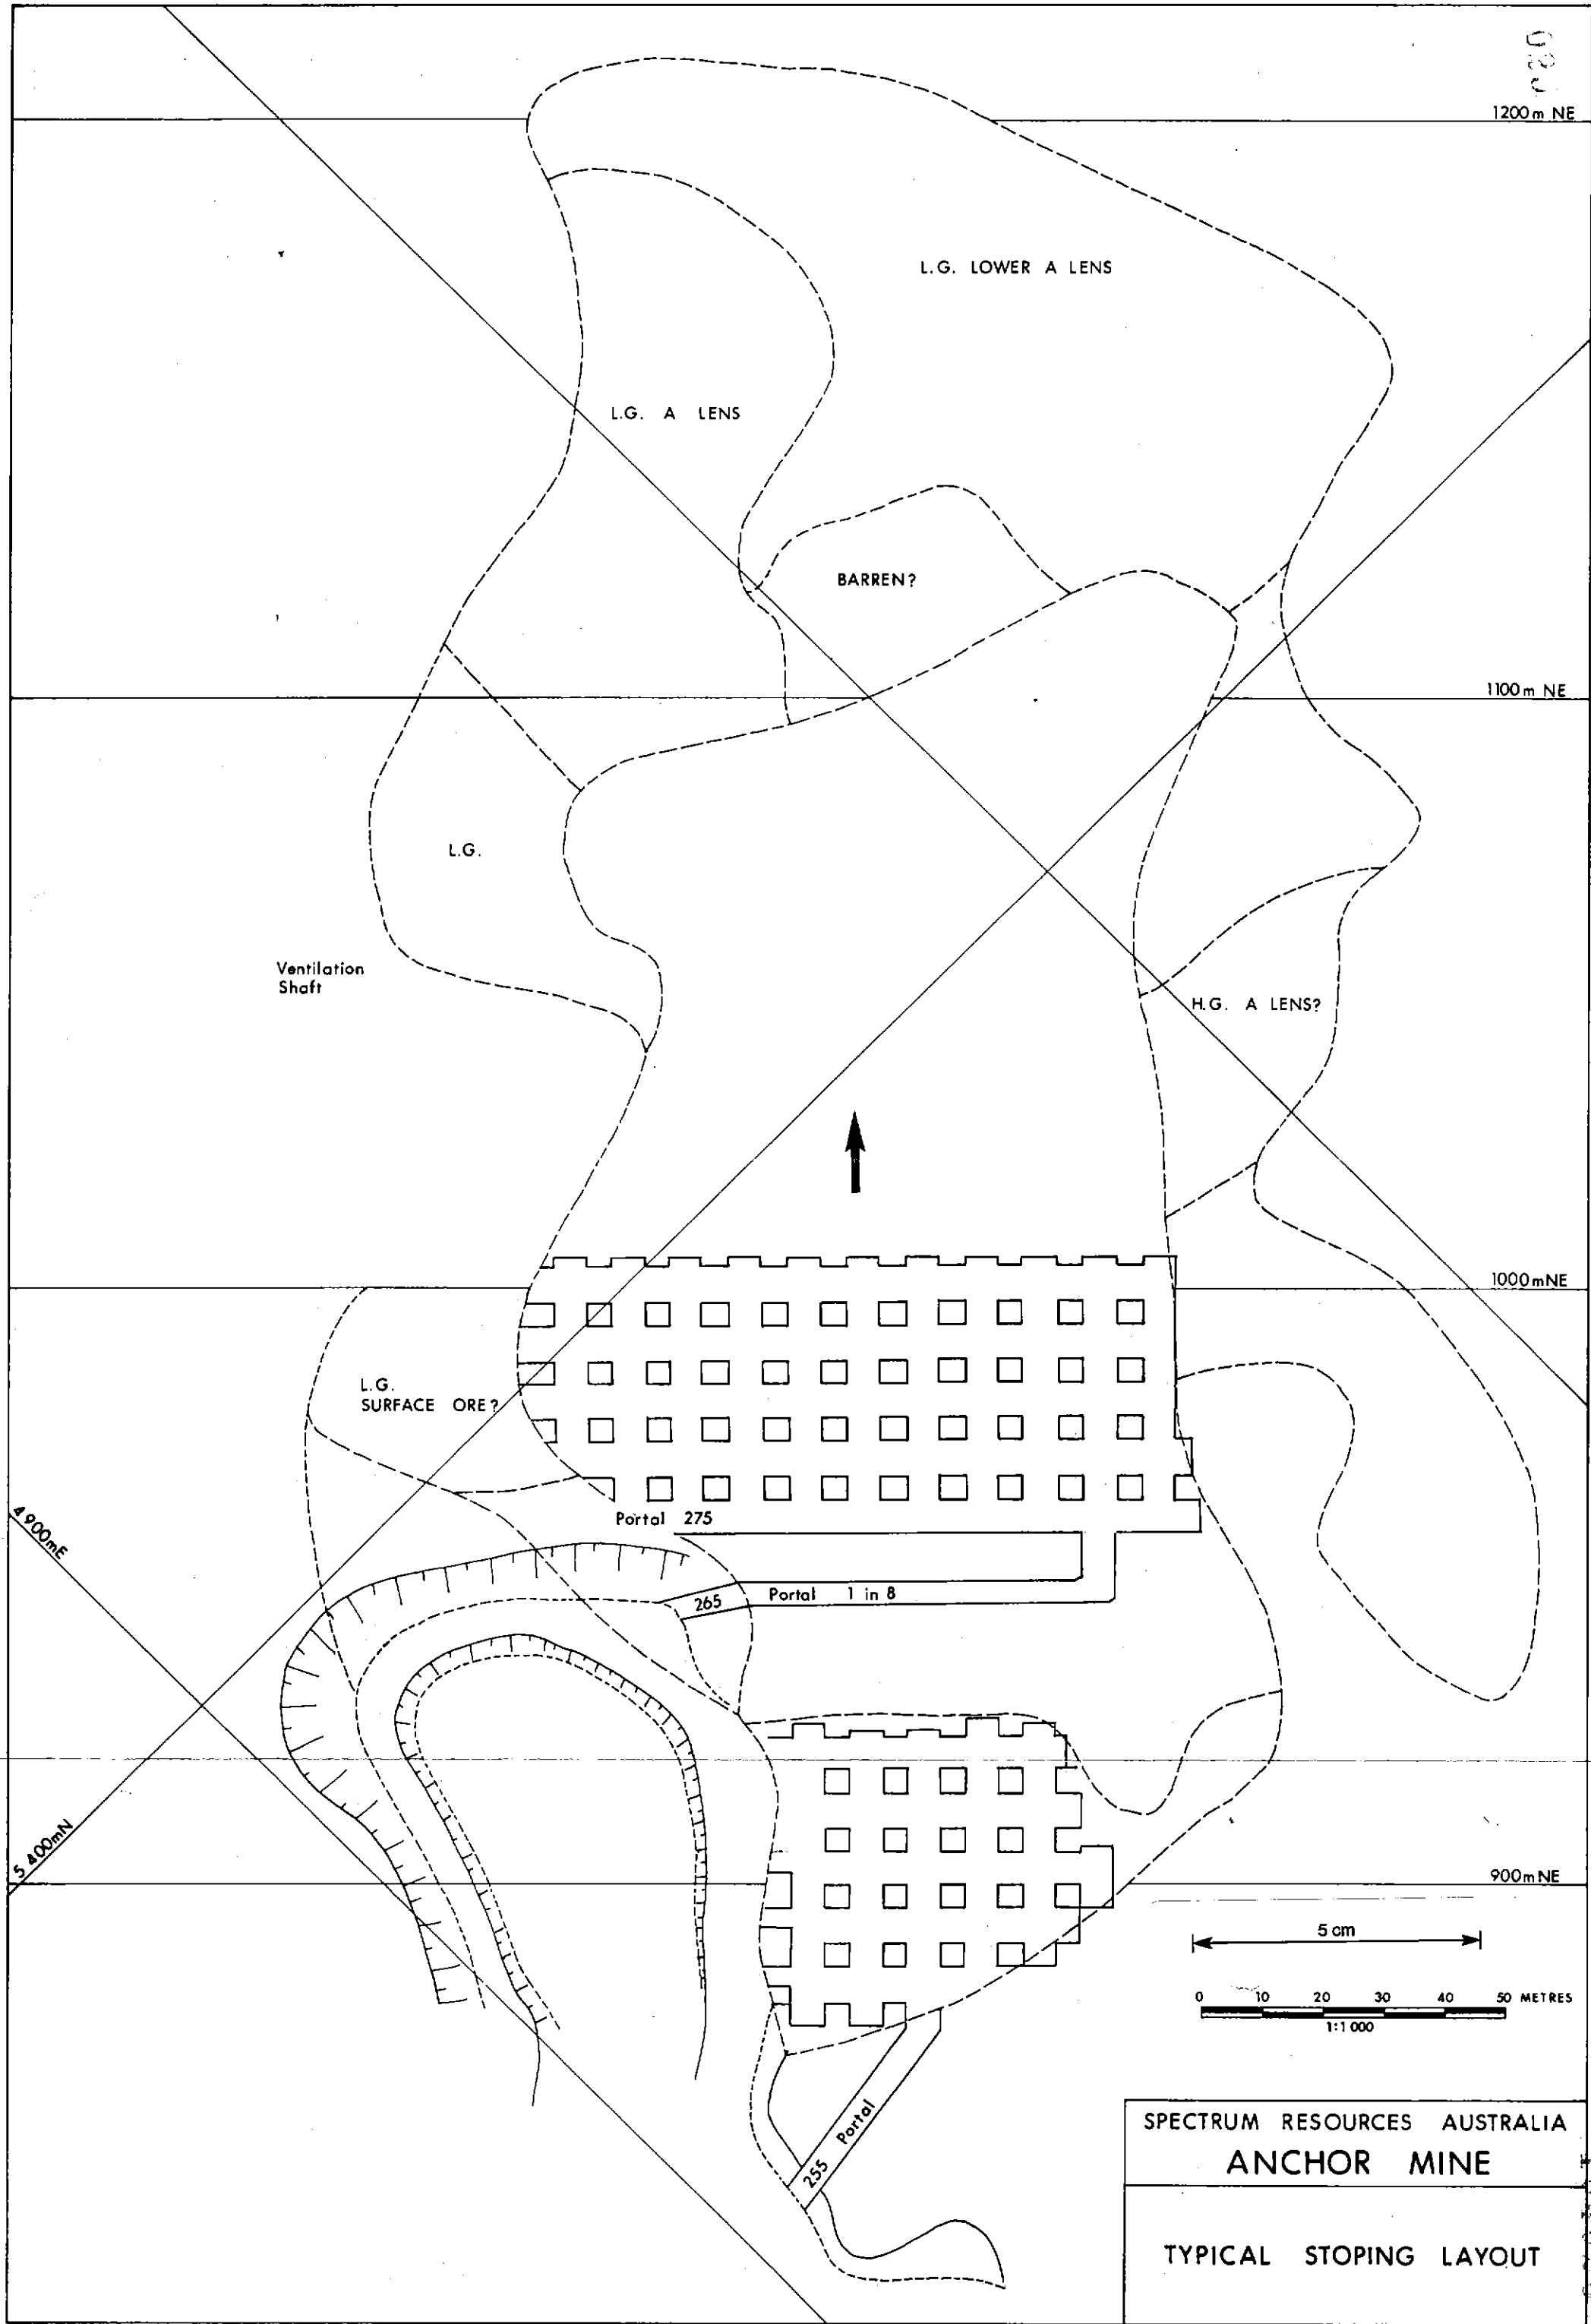 020
1200m NE
L.G. LOWER A LENS
L.G. A LENS
BARREN?
1100m NE
L.G.
Ventilation
Shaft
H.G. A LENS?
1000mNE
L.G.
SURFACE ORE?
Portal 275
4900mE
265
Portal 1 in 8
5400mN
900mNE
5cm
0 10 20 30 40 50 METRES
1:1000
255 Portal
SPECTRUM RESOURCES AUSTRALIA
ANCHOR MINE
TYPICAL STOPING LAYOUT